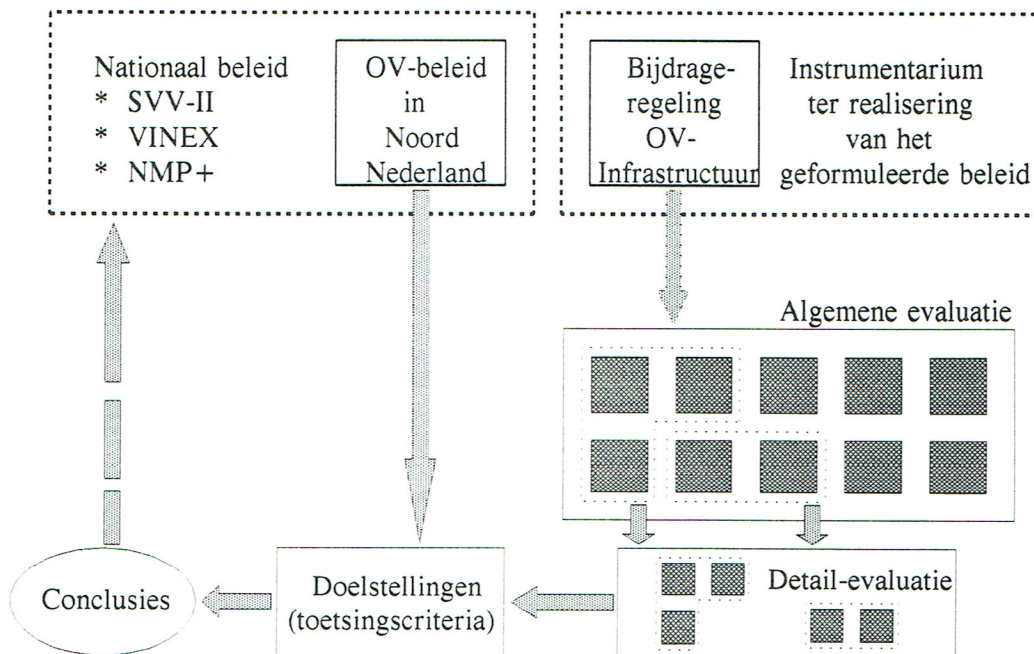 Nationaal beleid
* SVV-II
* VINEX
* NMP+
OV-beleid
in
Noord
Nederland
Bijdrage-
regeling
OV-
Infrastructuur
Instrumentarium
ter realisering
van het
geformuleerde beleid
Algemene evaluatie
Detail-evaluatie
Doelstellingen
(toetsingscriteria)
Conclusies